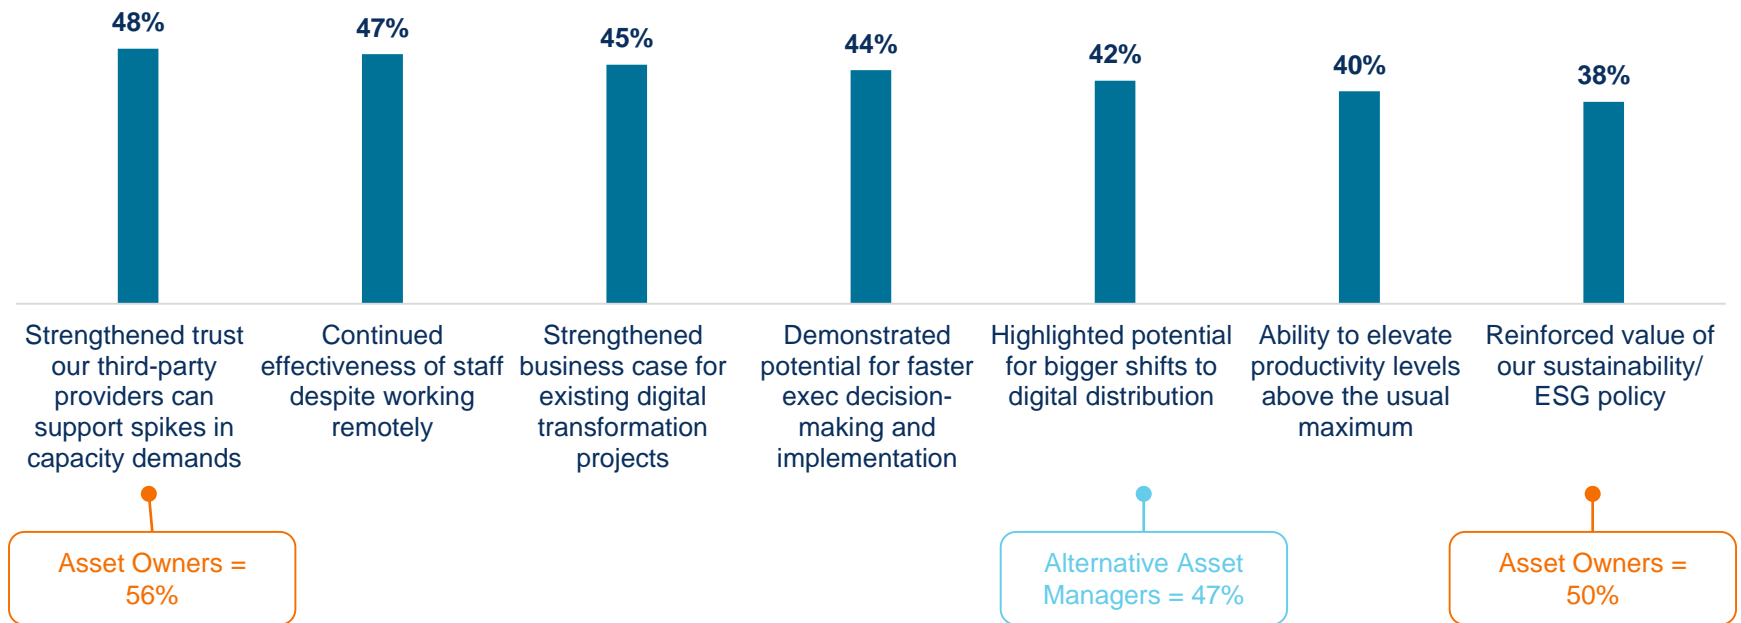 48%
47%
45%
44%
42%
40%
38%
Strengthened trust
our third-party
providers can
support spikes in
capacity demands
Continued
effectiveness of staff
despite working
remotely
Strengthened
business case for
existing digital
transformation
projects
Demonstrated
potential for faster
exec decision-
making and
implementation
Highlighted potential
for bigger shifts to
digital distribution
Ability to elevate
productivity levels
above the usual
maximum
Reinforced value of
our sustainability/
ESG policy
Asset Owners =
56%
Alternative Asset
Managers = 47%
Asset Owners =
50%